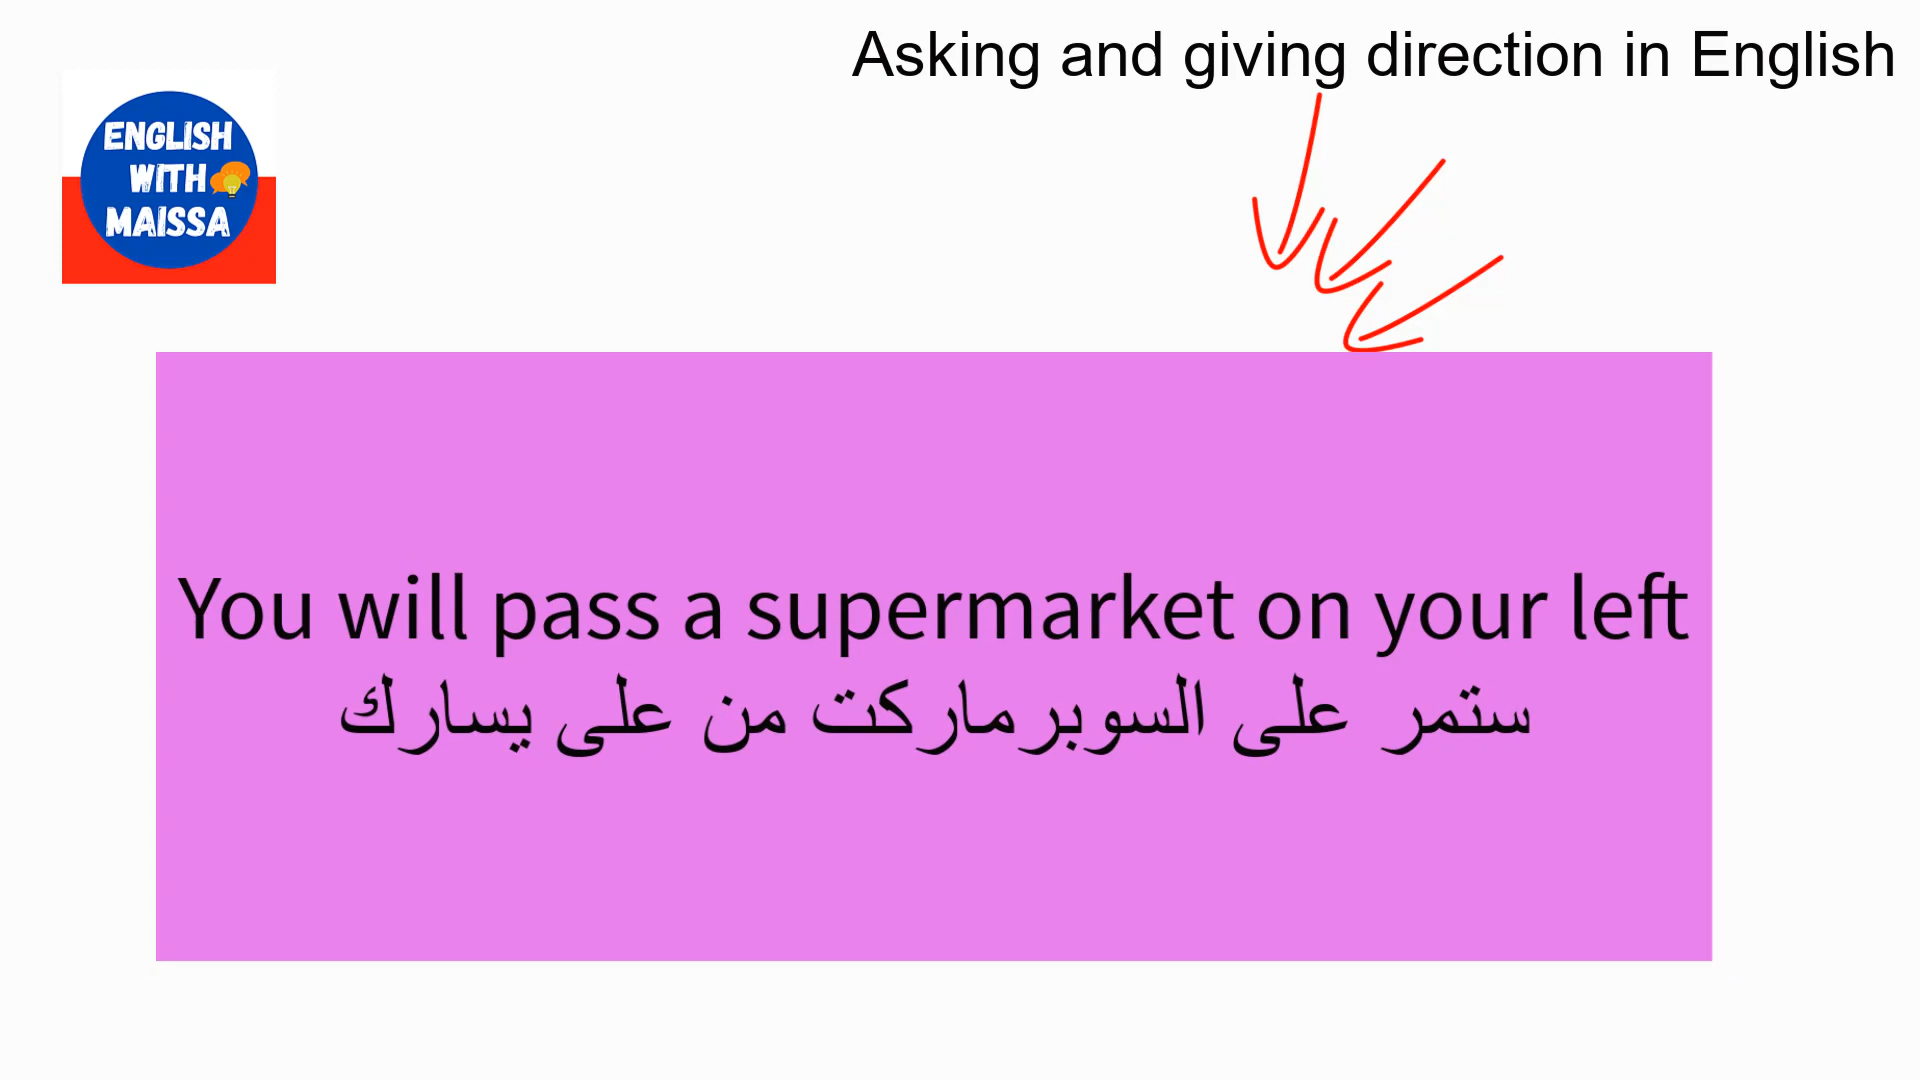 Asking and giving direction in English
ENGLISH
WITH
MAISSA
You will pass a supermarket on your left
ستمر على السوبرماركت من على يسارك